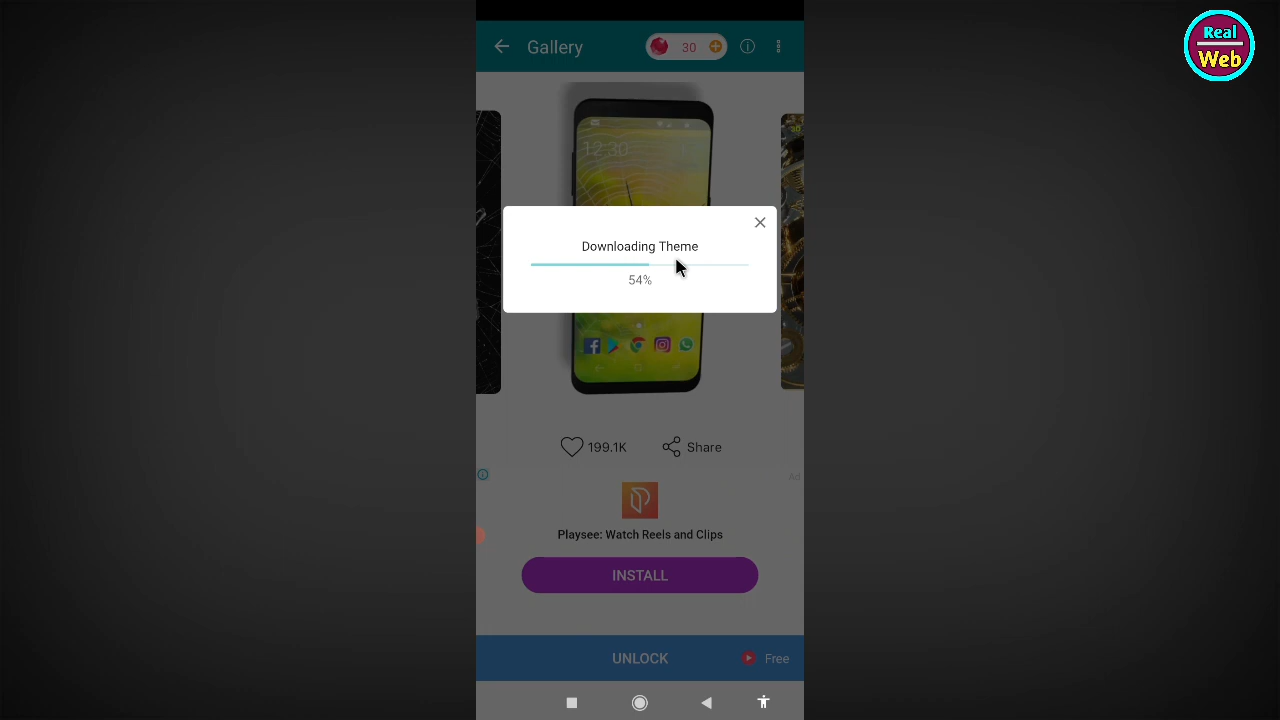 Real
Web
Gallery
30
12:30
Downloading Theme
54%
199.1K
Share
Ad
Playsee: Watch Reels and Clips
INSTALL
UNLOCK
Free